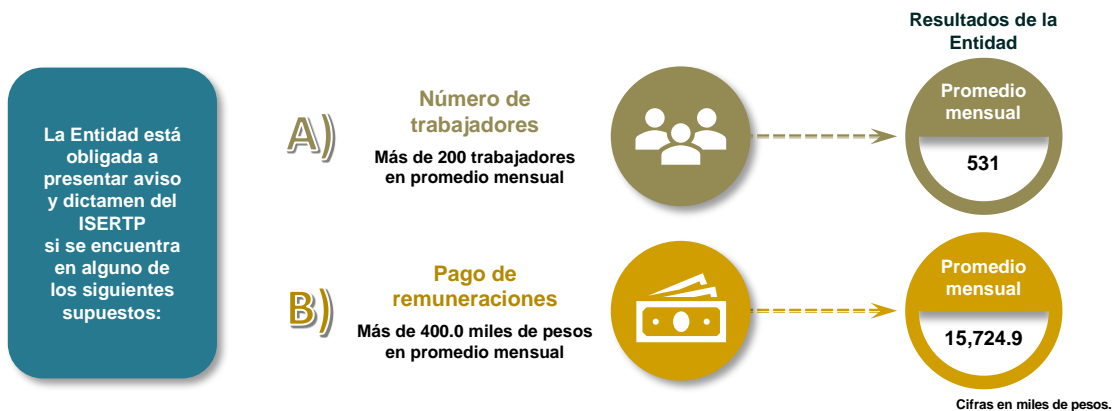 La Entidad está
obligada a
presentar aviso
y dictamen del
ISERTP
si se encuentra
en alguno de
los siguientes
supuestos:
A)
Número de
trabajadores
Más de 200 trabajadores
en promedio mensual
Resultados de la
Entidad
Promedio
mensual
531
B)
Pago de
remuneraciones
Más de 400.0 miles de pesos
en promedio mensual
Promedio
mensual
15,724.9
Cifras en miles de pesos.